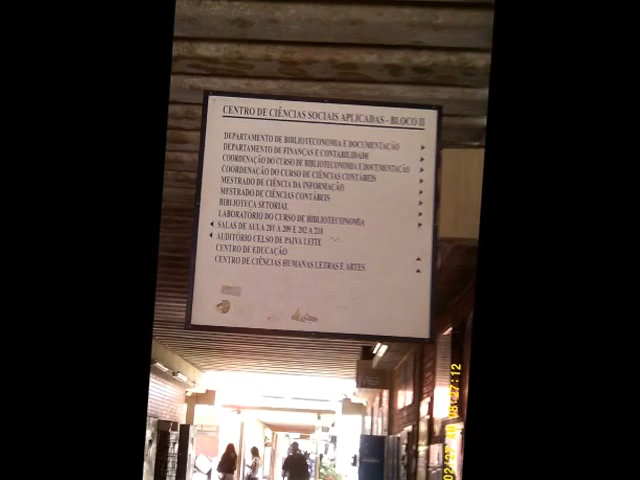 CENTRO DE CIÊNCIAS SOCIAIS APLICADAS - BLOCO II
DEPARTAMENTO DE BIBLIOTECONOMIA E DOCUMENTAÇÃO
DEPARTAMENTO DE FINANÇAS E CONTABILIDADE
COORDENAÇÃO DO CURSO DE BIBLIOTECONOMIA E DOCUMENTAÇÃO
COORDENAÇÃO DO CURSO DE CIÊNCIAS CONTÁBEIS
MESTRADO DE CIÊNCIA DA INFORMAÇÃO
MESTRADO DE CIÊNCIAS CONTÁBEIS
BIBLIOTECA SETORIAL
LABORATÓRIO DO CURSO DE BIBLIOTECONOMIA
SALAS DE AULA 201 A 209 E 202 A 210
AUDITÓRIO CELSO DE PAIVA LEITE
CENTRO DE EDUCAÇÃO
CENTRO DE CIÊNCIAS HUMANAS LETRAS E ARTES